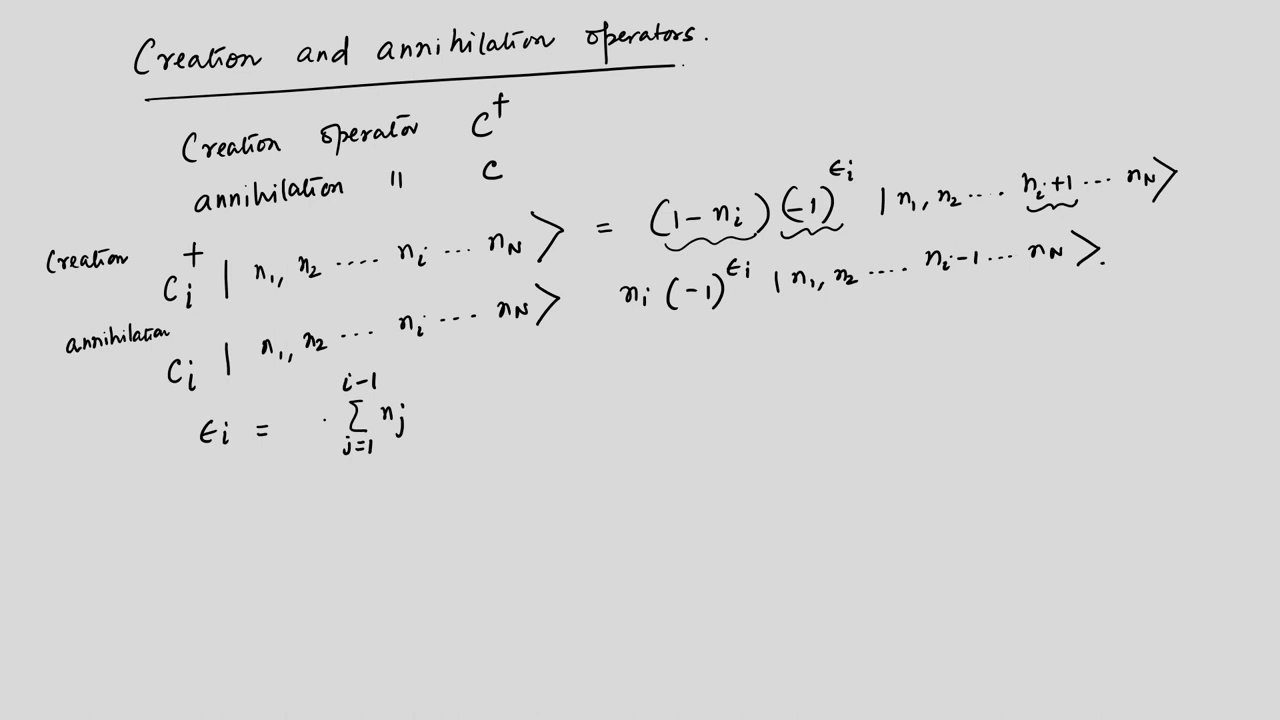 Creation and annihilation operators.
Creation operator C†
annihilation " C
Creation C_i† | n_1, n_2 .... n_i ... n_N > = (1 - n_i) (-1)^{ϵ_i} | n_1, n_2 .... n_i+1 ... n_N >
annihilation C_i | n_1, n_2 ... n_i ... n_N > n_i (-1)^{ϵ_i} | n_1, n_2 .... n_i-1 ... n_N >.
ϵ_i = \sum_{j=1}^{i-1} n_j